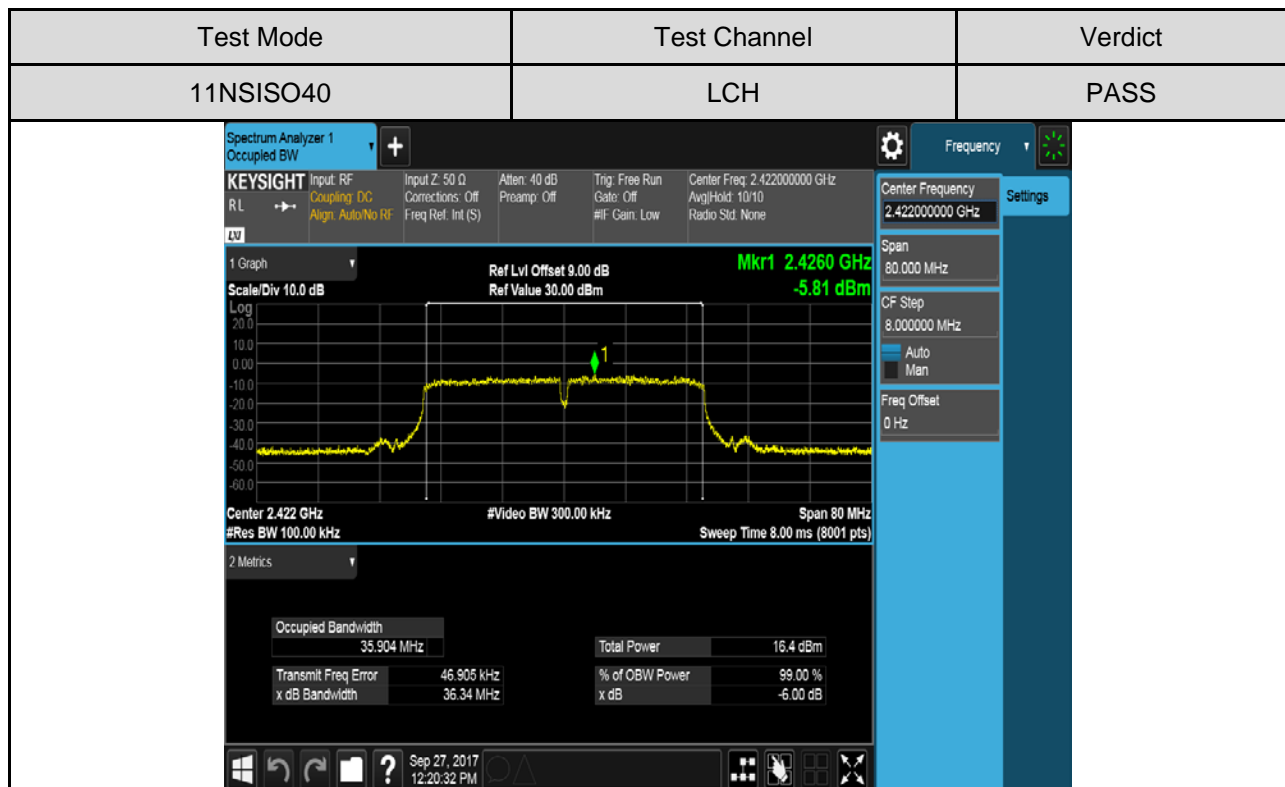 Test Mode Test Channel Verdict
11NSISO40 LCH PASS
Spectrum Analyzer 1
Occupied BW
Frequency
KEYSIGHT Input: RF Input Z: 50 Ω Atten: 40 dB Trig: Free Run Center Freq: 2.422000000 GHz
RL Coupling: DC Corrections: Off Preamp: Off Gate: Off Avg|Hold: 10/10
Align: Auto/No RF Freq Ref: Int (S) #IF Gain: Low Radio Std: None
LXI
Center Frequency
2.422000000 GHz
Settings
Span
80.000 MHz
CF Step
8.000000 MHz
Auto
Man
Freq Offset
0 Hz
1 Graph Ref Lvl Offset 9.00 dB Mkr1 2.4260 GHz
Scale/Div 10.0 dB Ref Value 30.00 dBm -5.81 dBm
Log
20.0
10.0
0.00
1
-10.0
-20.0
-30.0
-40.0
-50.0
-60.0
Center 2.422 GHz #Video BW 300.00 kHz Span 80 MHz
#Res BW 100.00 kHz Sweep Time 8.00 ms (8001 pts)
2 Metrics
Occupied Bandwidth
35.904 MHz Total Power 16.4 dBm
Transmit Freq Error 46.905 kHz % of OBW Power 99.00 %
x dB Bandwidth 36.34 MHz x dB -6.00 dB
? Sep 27, 2017
12:20:32 PM